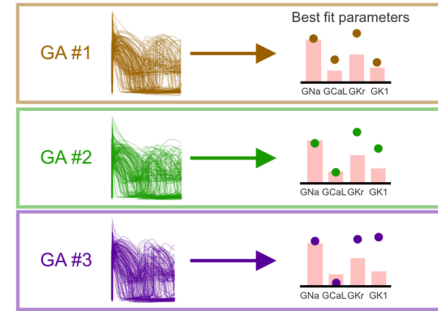 Best fit parameters
GA #1
GNa GCaL GKr GK1
GA #2
GNa GCaL GKr GK1
GA #3
GNa GCaL GKr GK1